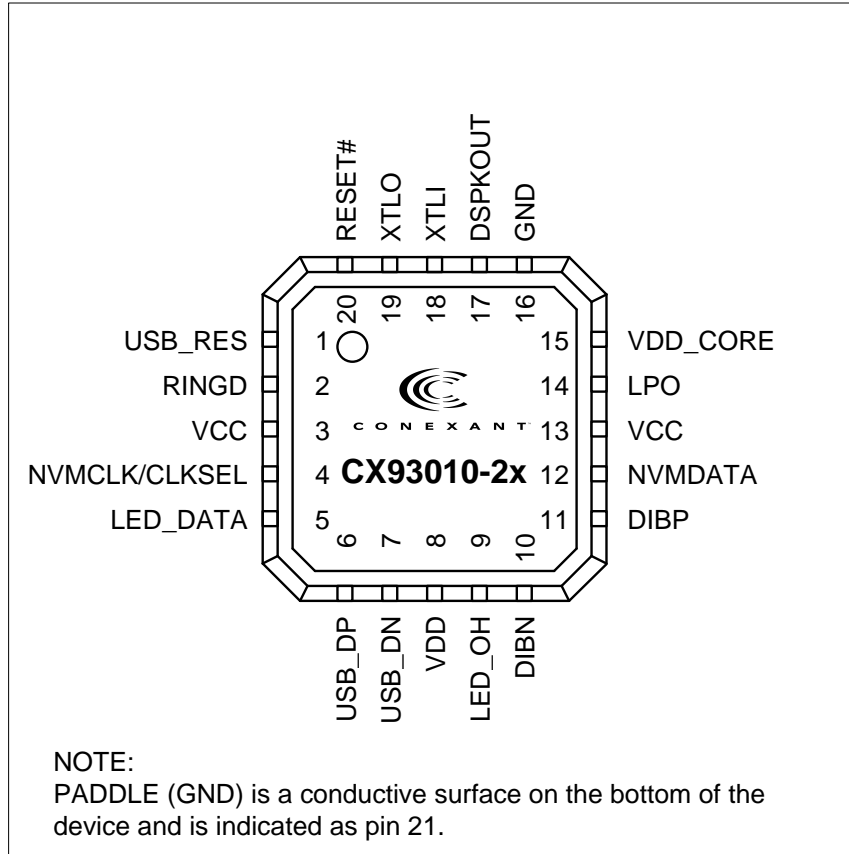 RESET#
XTLO
XTLI
DSPKOUT
GND
20
19
18
17
16
USB_RES 1
15 VDD_CORE
RINGD 2
14 LPO
VCC 3
CONEXANT
13 VCC
NVMCLK/CLKSEL 4
CX93010-2x
12 NVMDATA
LED_DATA 5
11 DIBP
6
7
8
9
10
USB_DP
USB_DN
VDD
LED_OH
DIBN
NOTE:
PADDLE (GND) is a conductive surface on the bottom of the
device and is indicated as pin 21.